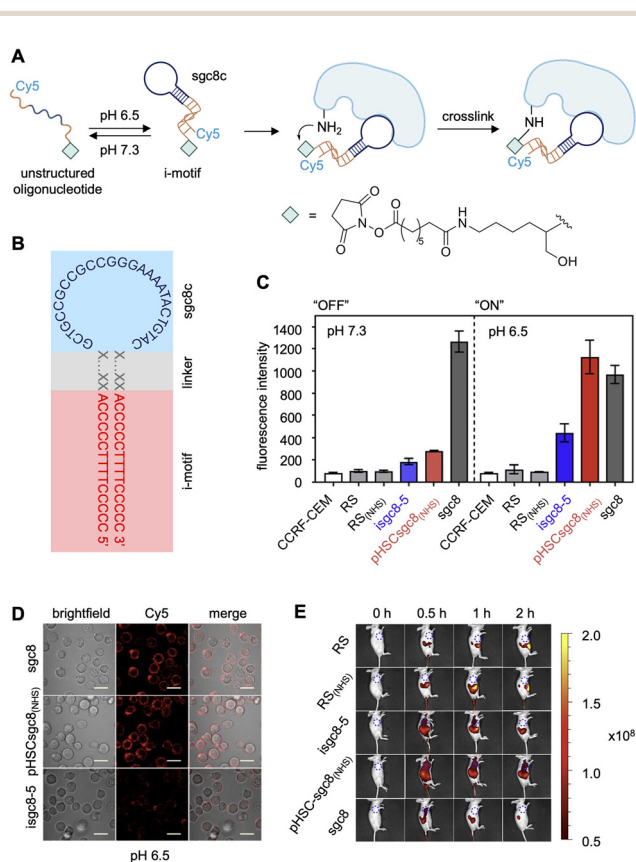 A
Cy5
pH 6.5
pH 7.3
unstructured
oligonucleotide
sgc8c
Cy5
i-motif
NH2
Cy5
crosslink
NH
Cy5
=
O
N
O
O
O
5
O
H
N
OH
B
GCTGCCGCCGCCGGGAAAATACTGTAC
sgc8c
X...XX
X...XX
linker
ACCCCCTTTTCCCCC 5'
ACCCCCTTTTCCCCC 3'
i-motif
C
"OFF"
"ON"
pH 7.3
pH 6.5
fluorescence intensity
1400
1200
1000
800
600
400
200
0
CCRF-CEM
RS
RS(NHS)
isgc8-5
pHSCsgc8(NHS)
sgc8
CCRF-CEM
RS
RS(NHS)
isgc8-5
pHSCsgc8(NHS)
sgc8
D
brightfield
Cy5
merge
sgc8
pHSCsgc8(NHS)
isgc8-5
pH 6.5
E
0 h
0.5 h
1 h
2 h
RS
RS(NHS)
isgc8-5
pHSC-sgc8(NHS)
sgc8
2.0
1.5
x10⁸
1.0
0.5